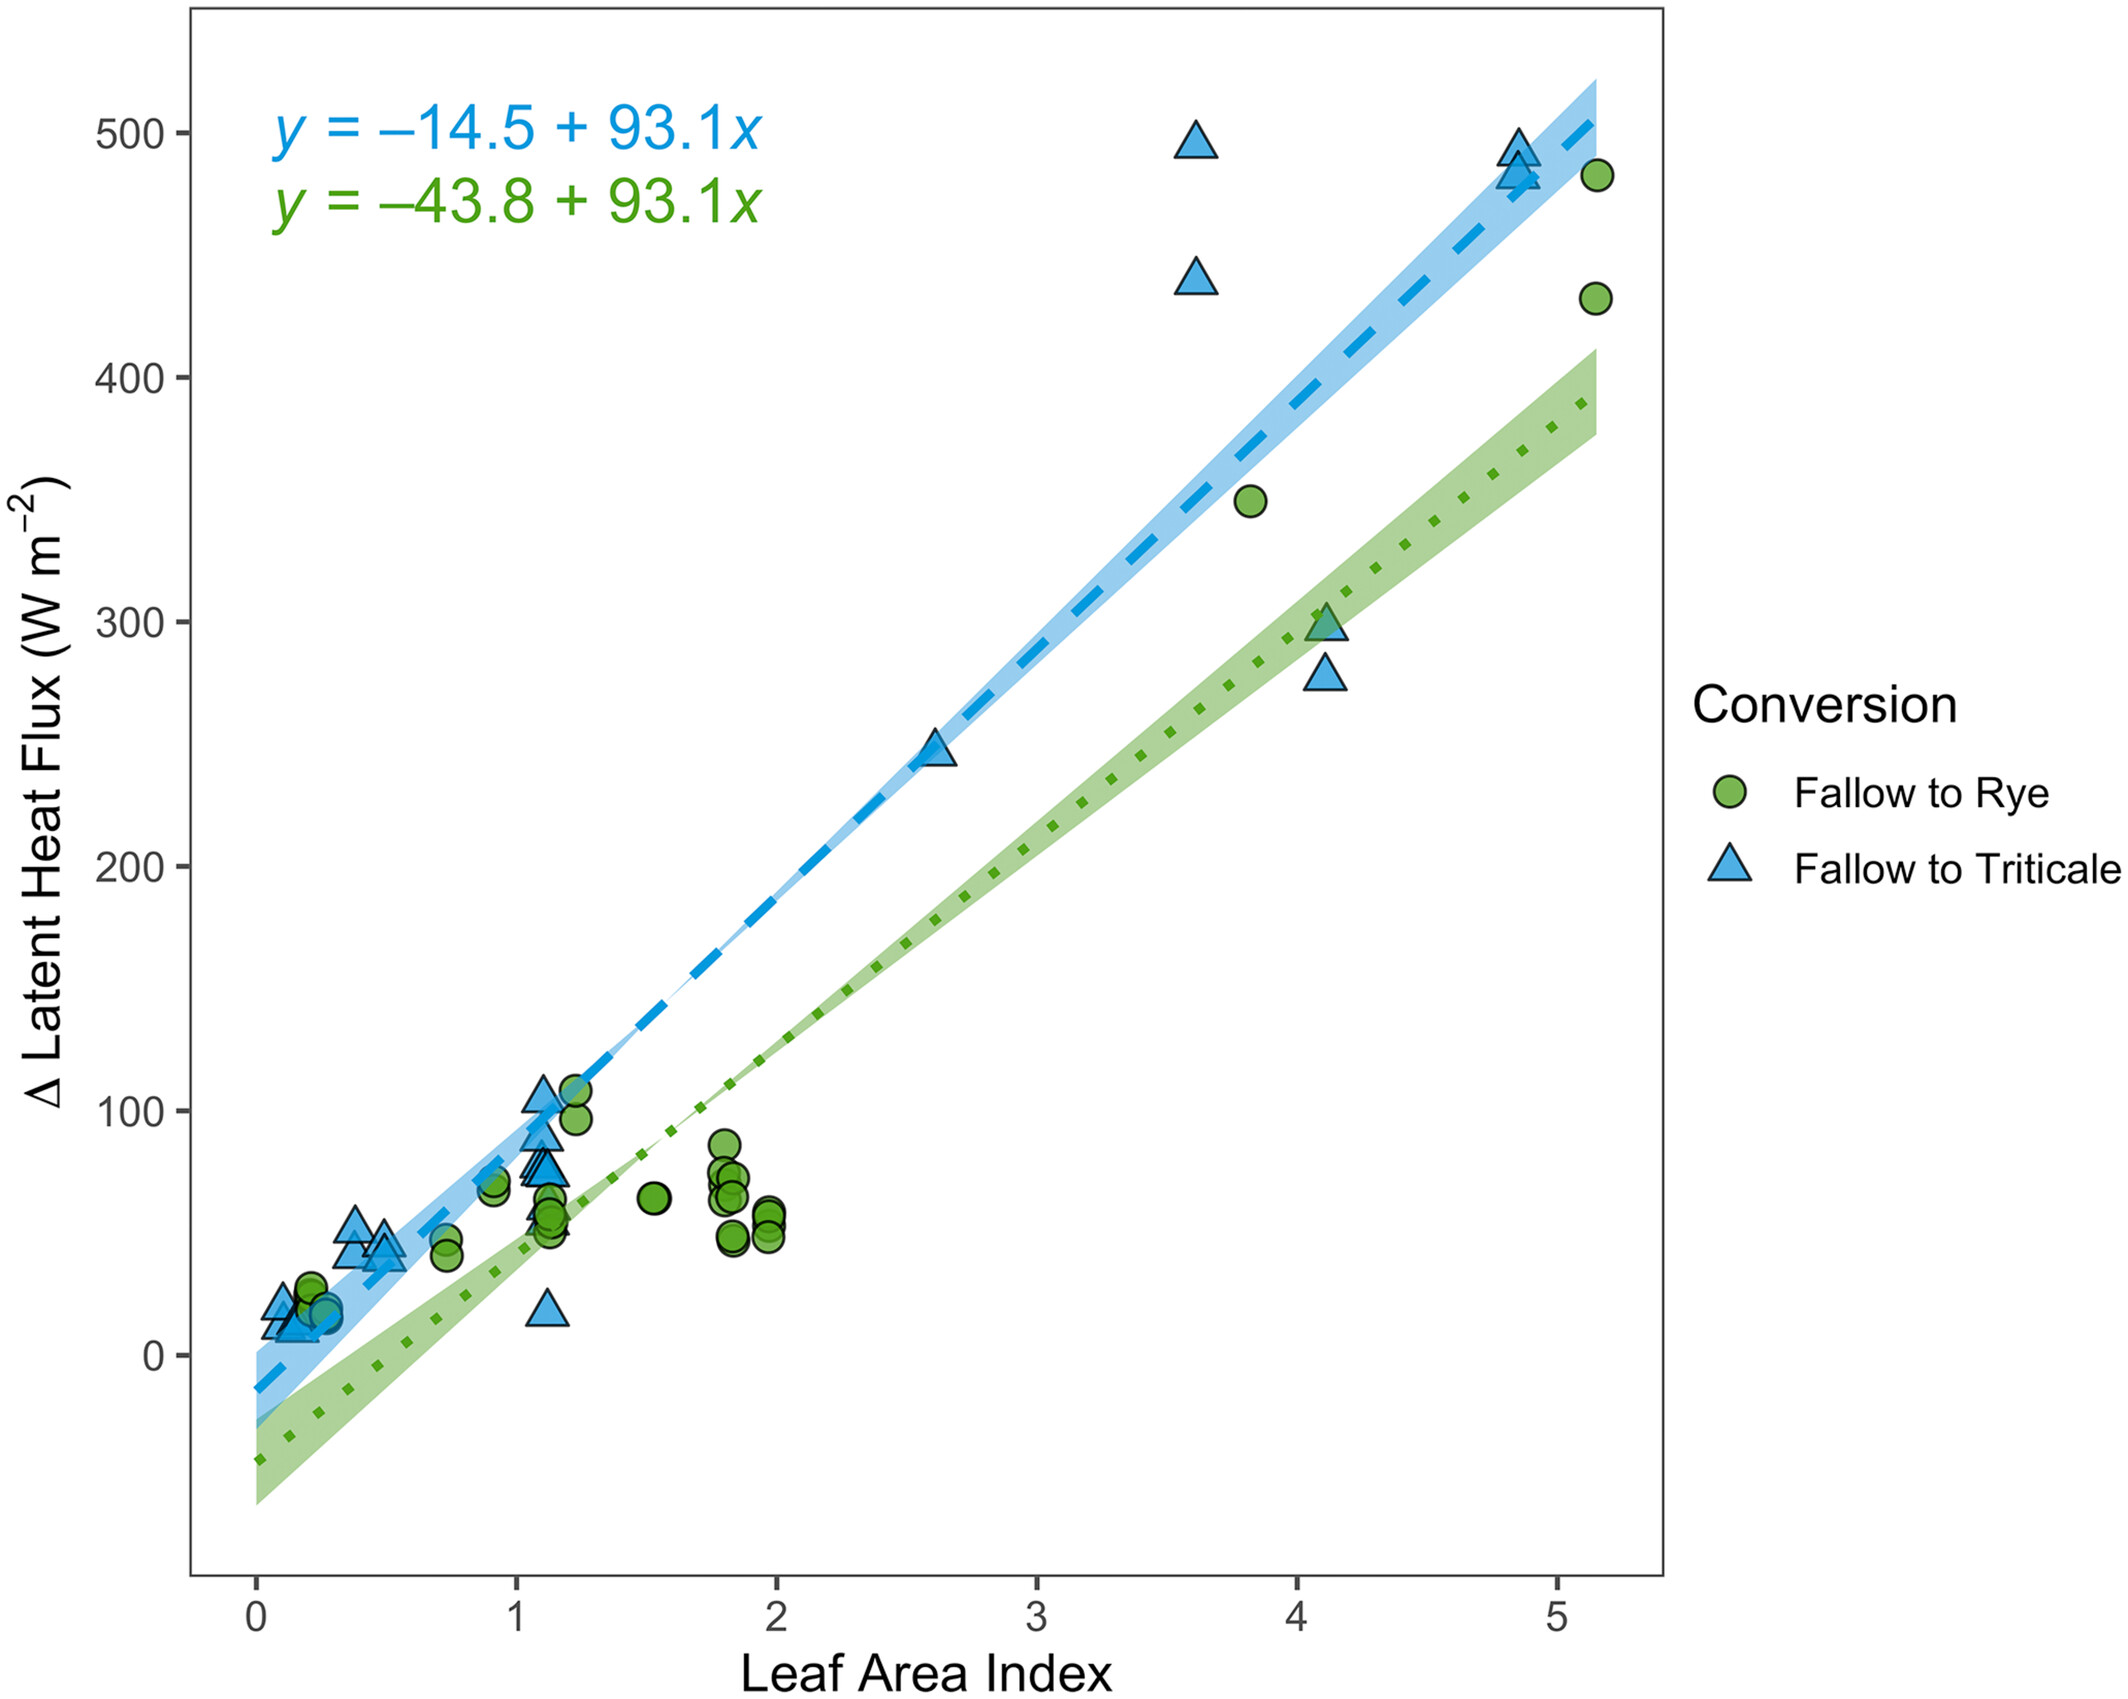 y = –14.5 + 93.1x
y = –43.8 + 93.1x
500
400
300
200
100
0
Δ Latent Heat Flux (W m⁻²)
0 1 2 3 4 5
Leaf Area Index
Conversion
Fallow to Rye
Fallow to Triticale